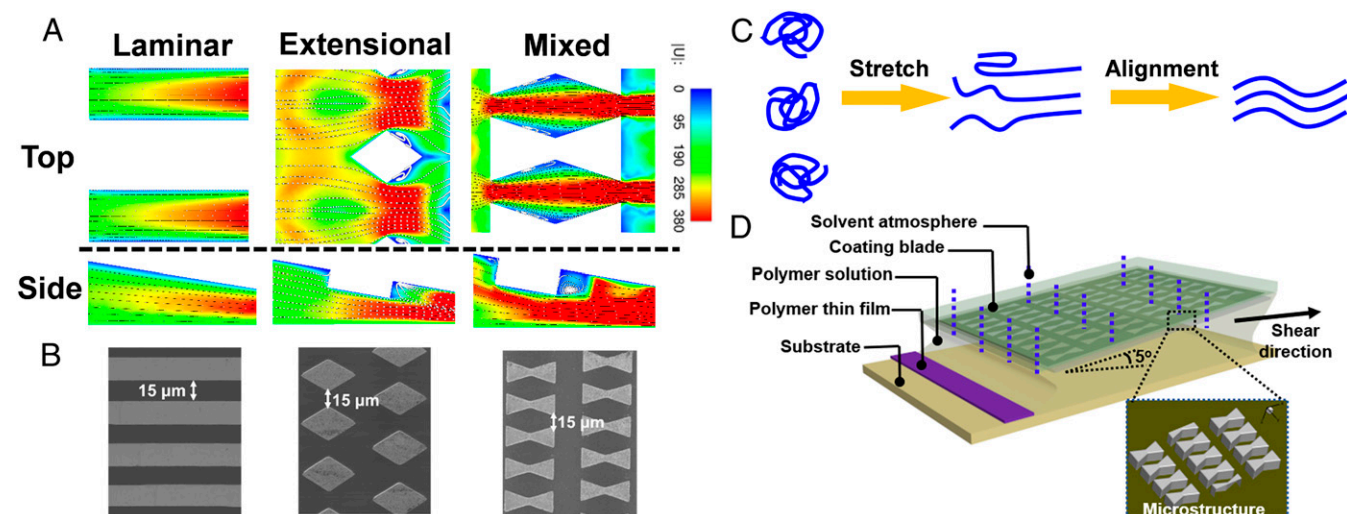 A
Laminar
Extensional
Mixed
|U|:
0
95
190
285
380
Top
Side
B
15 μm
15 μm
15 μm
C
Stretch
Alignment
D
Solvent atmosphere
Coating blade
Polymer solution
Polymer thin film
Substrate
5°
Shear
direction
Microstructure